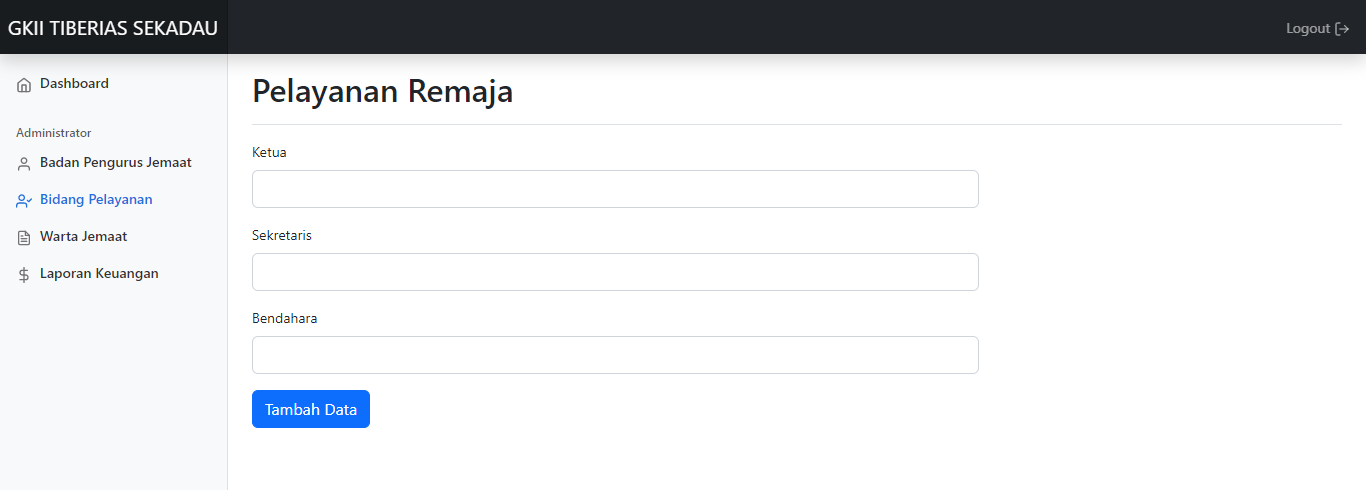 GKII TIBERIAS SEKADAU
Logout
Dashboard
Administrator
Badan Pengurus Jemaat
Bidang Pelayanan
Warta Jemaat
Laporan Keuangan
Pelayanan Remaja
Ketua
Sekretaris
Bendahara
Tambah Data